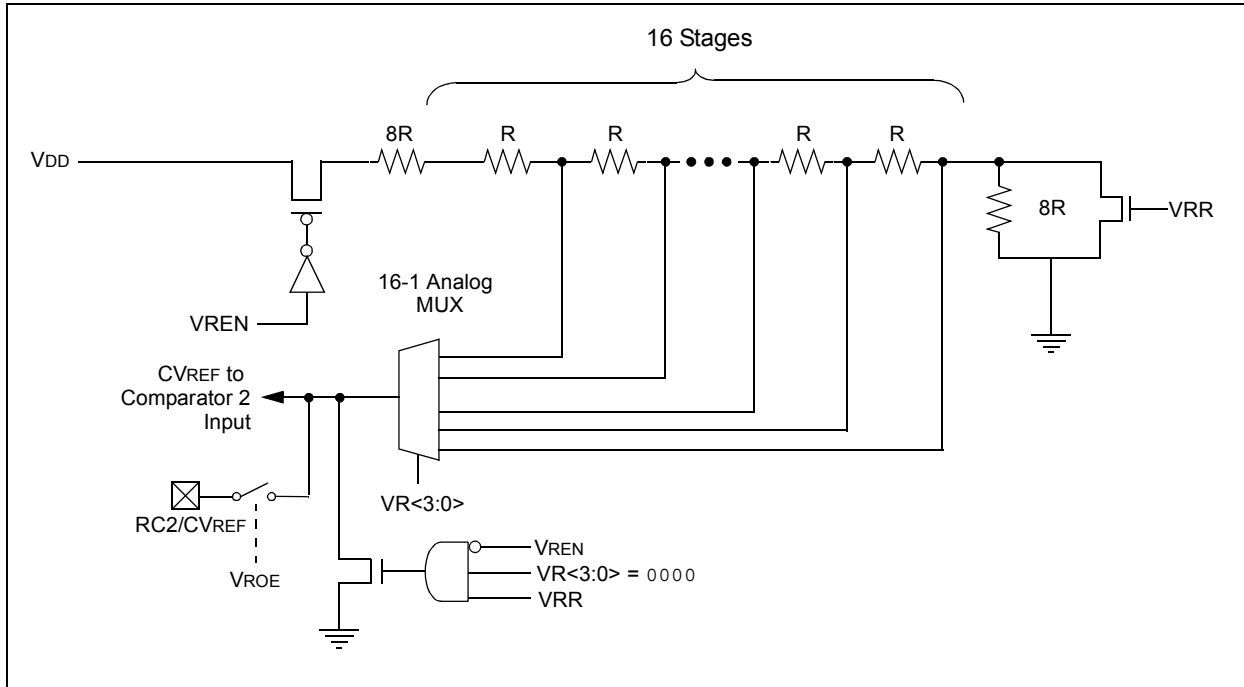 16 Stages
8R
R
R
R
R
VDD
8R
VRR
16-1 Analog
MUX
VREN
CVREF to
Comparator 2
Input
VR<3:0>
RC2/CVREF
VREN
VR<3:0> = 0000
VROE
VRR